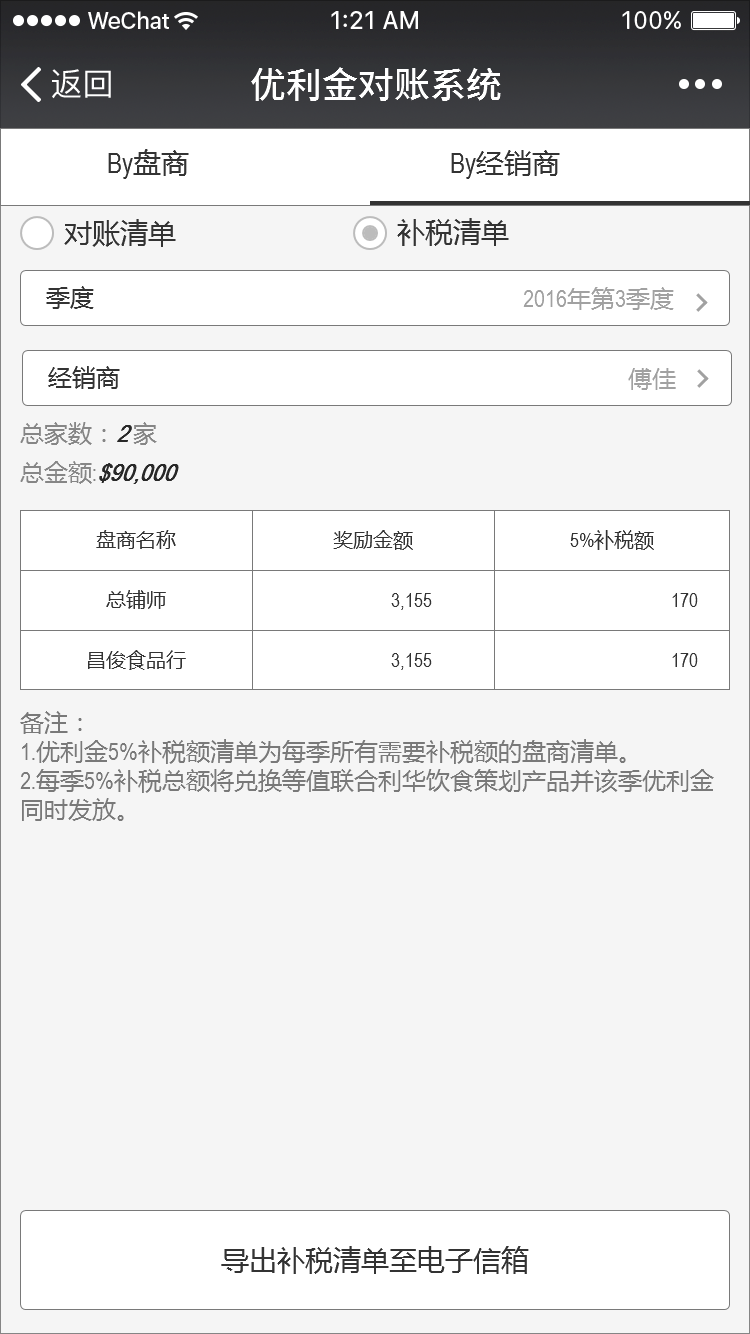 WeChat 1:21 AM 100%
返回 优利金对账系统
By盘商 By经销商
对账清单 补税清单
季度 2016年第3季度
经销商 傅佳
总家数：2家
总金额:$90,000
盘商名称 奖励金额 5%补税额
总铺师 3,155 170
昌俊食品行 3,155 170
备注：
1.优利金5%补税额清单为每季所有需要补税额的盘商清单。
2.每季5%补税总额将兑换等值联合利华饮食策划产品并该季优利金
同时发放。
导出补税清单至电子信箱